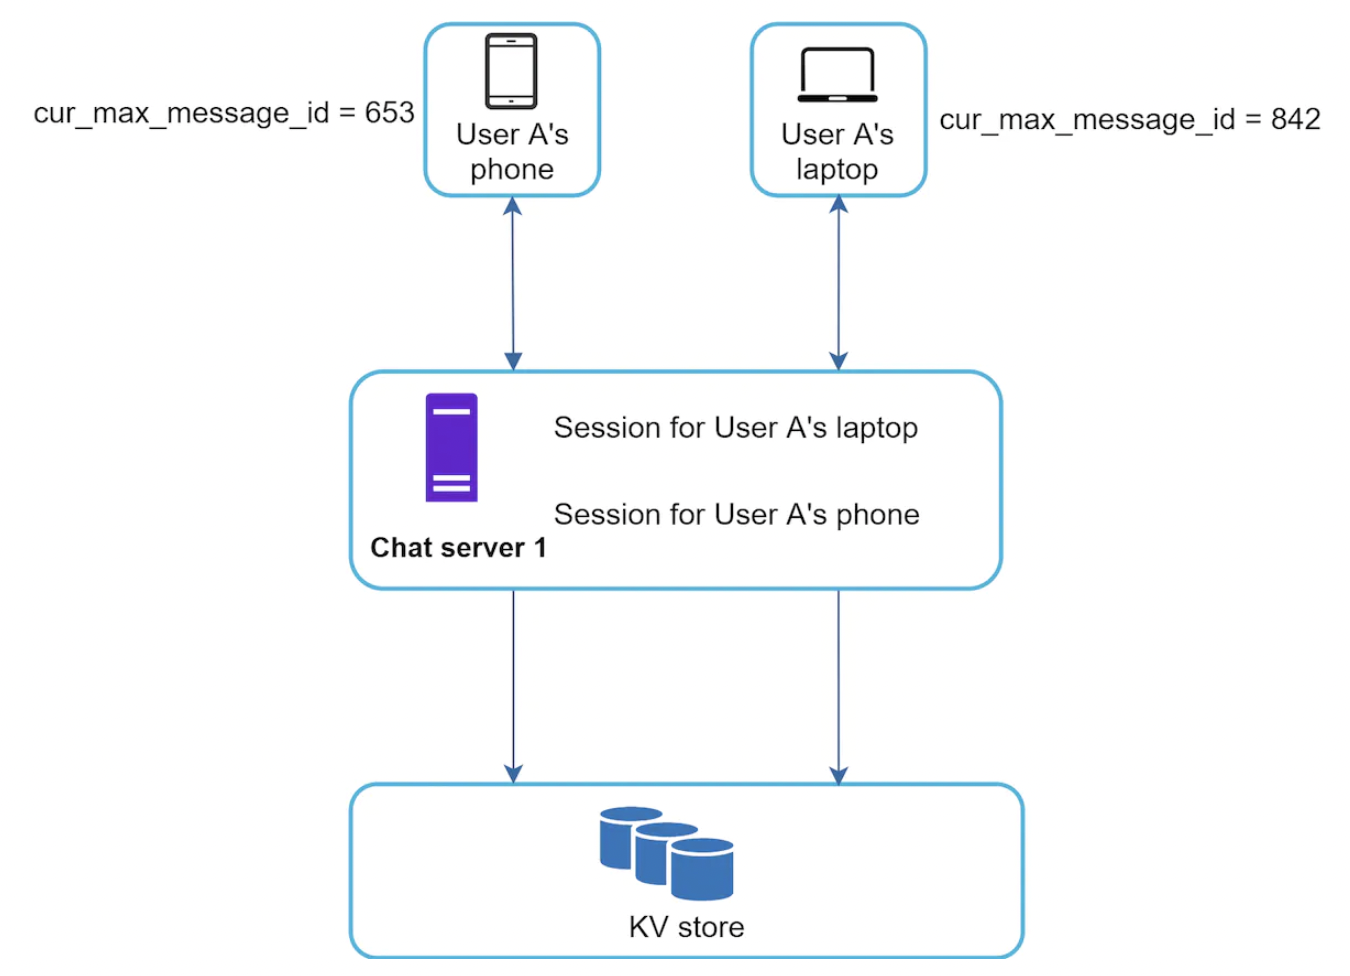 cur_max_message_id = 653
User A's
phone
User A's
laptop
cur_max_message_id = 842
Session for User A's laptop
Session for User A's phone
Chat server 1
KV store